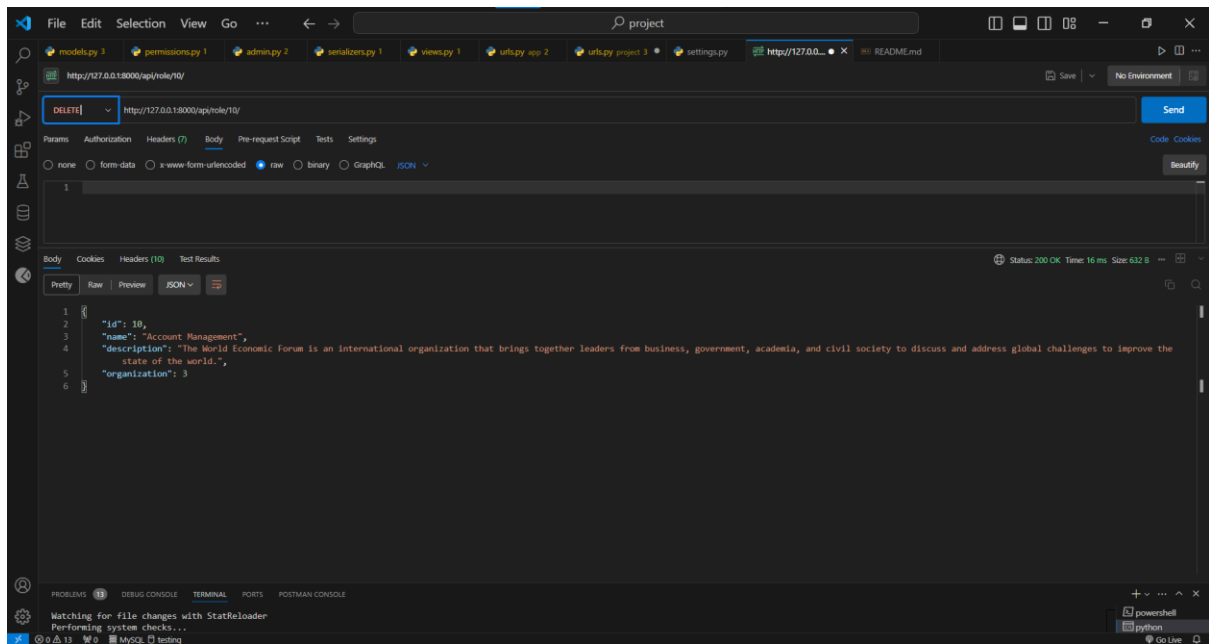 File Edit Selection View Go ... project
models.py 3 permissions.py 1 admin.py 2 serializers.py 1 views.py 1 urls.py app 2 urls.py project 3 settings.py http://127.0.0.... README.md
http://127.0.0.1:8000/api/role/10/ Save No Environment
DELETE http://127.0.0.1:8000/api/role/10/ Send
Params Authorization Headers (7) Body Pre-request Script Tests Settings Code Cookies
none form-data x-www-form-urlencoded raw binary GraphQL JSON Beautify
1
Body Cookies Headers (10) Test Results Status: 200 OK Time: 16 ms Size: 632 B
Pretty Raw Preview JSON
1 {
2 "id": 10,
3 "name": "Account Management",
4 "description": "The World Economic Forum is an international organization that brings together leaders from business, government, academia, and civil society to discuss and address global challenges to improve the
state of the world.",
5 "organization": 3
6 }
PROBLEMS 13 DEBUG CONSOLE TERMINAL PORTS POSTMAN CONSOLE
Watching for file changes with StatReloader powershell
Performing system checks... python
0 13 0 MySQL testing Go Live